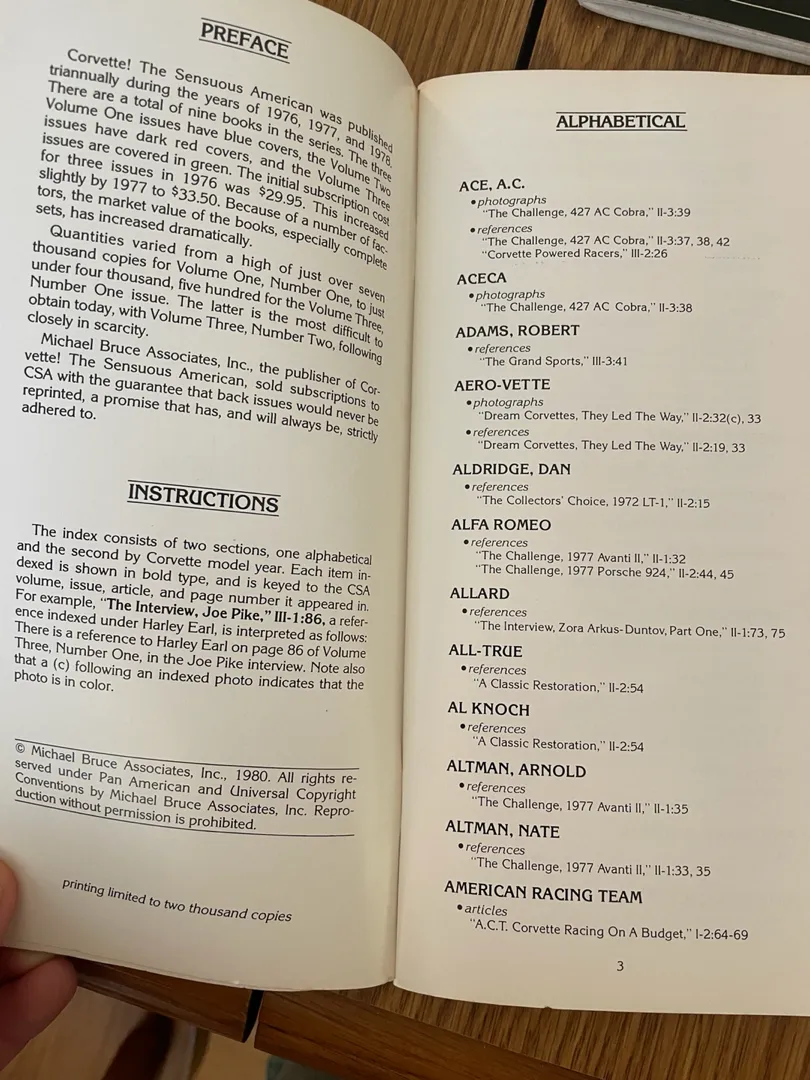 PREFACE
Corvette! The Sensuous American was published
triannually during the years of 1976, 1977, and 1978.
There are a total of nine books in the series. The three
Volume One issues have blue covers, the Volume Two
issues have dark red covers, and the Volume Three
issues are covered in green. The initial subscription cost
for three issues in 1976 was $29.95. This increased
slightly by 1977 to $33.50. Because of a number of fac-
tors, the market value of the books, especially complete
sets, has increased dramatically.
Quantities varied from a high of just over seven
thousand copies for Volume One, Number One, to just
under four thousand, five hundred for the Volume Three,
Number One issue. The latter is the most difficult to
obtain today, with Volume Three, Number Two, following
closely in scarcity.
Michael Bruce Associates, Inc., the publisher of Cor-
vette! The Sensuous American, sold subscriptions to
CSA with the guarantee that back issues would never be
reprinted, a promise that has, and will always be, strictly
adhered to.
INSTRUCTIONS
The index consists of two sections, one alphabetical
and the second by Corvette model year. Each item in-
dexed is shown in bold type, and is keyed to the CSA
volume, issue, article, and page number it appeared in.
For example, "The Interview, Joe Pike," III-1:86, a refer-
ence indexed under Harley Earl, is interpreted as follows:
There is a reference to Harley Earl on page 86 of Volume
Three, Number One, in the Joe Pike interview. Note also
that a (c) following an indexed photo indicates that the
photo is in color.
© Michael Bruce Associates, Inc., 1980. All rights re-
served under Pan American and Universal Copyright
Conventions by Michael Bruce Associates, Inc. Repro-
duction without permission is prohibited.
printing limited to two thousand copies
ALPHABETICAL
ACE, A.C.
• photographs
"The Challenge, 427 AC Cobra," II-3:39
• references
"The Challenge, 427 AC Cobra," II-3:37, 38, 42
"Corvette Powered Racers," III-2:26
ACECA
• photographs
"The Challenge, 427 AC Cobra," II-3:38
ADAMS, ROBERT
• references
"The Grand Sports," III-3:41
AERO-VETTE
• photographs
"Dream Corvettes, They Led The Way," II-2:32(c), 33
• references
"Dream Corvettes, They Led The Way," II-2:19, 33
ALDRIDGE, DAN
• references
"The Collectors' Choice, 1972 LT-1," II-2:15
ALFA ROMEO
• references
"The Challenge, 1977 Avanti II," II-1:32
"The Challenge, 1977 Porsche 924," II-2:44, 45
ALLARD
• references
"The Interview, Zora Arkus-Duntov, Part One," II-1:73, 75
ALL-TRUE
• references
"A Classic Restoration," II-2:54
AL KNOCH
• references
"A Classic Restoration," II-2:54
ALTMAN, ARNOLD
• references
"The Challenge, 1977 Avanti II," II-1:35
ALTMAN, NATE
• references
"The Challenge, 1977 Avanti II," II-1:33, 35
AMERICAN RACING TEAM
• articles
"A.C.T. Corvette Racing On A Budget," I-2:64-69
3